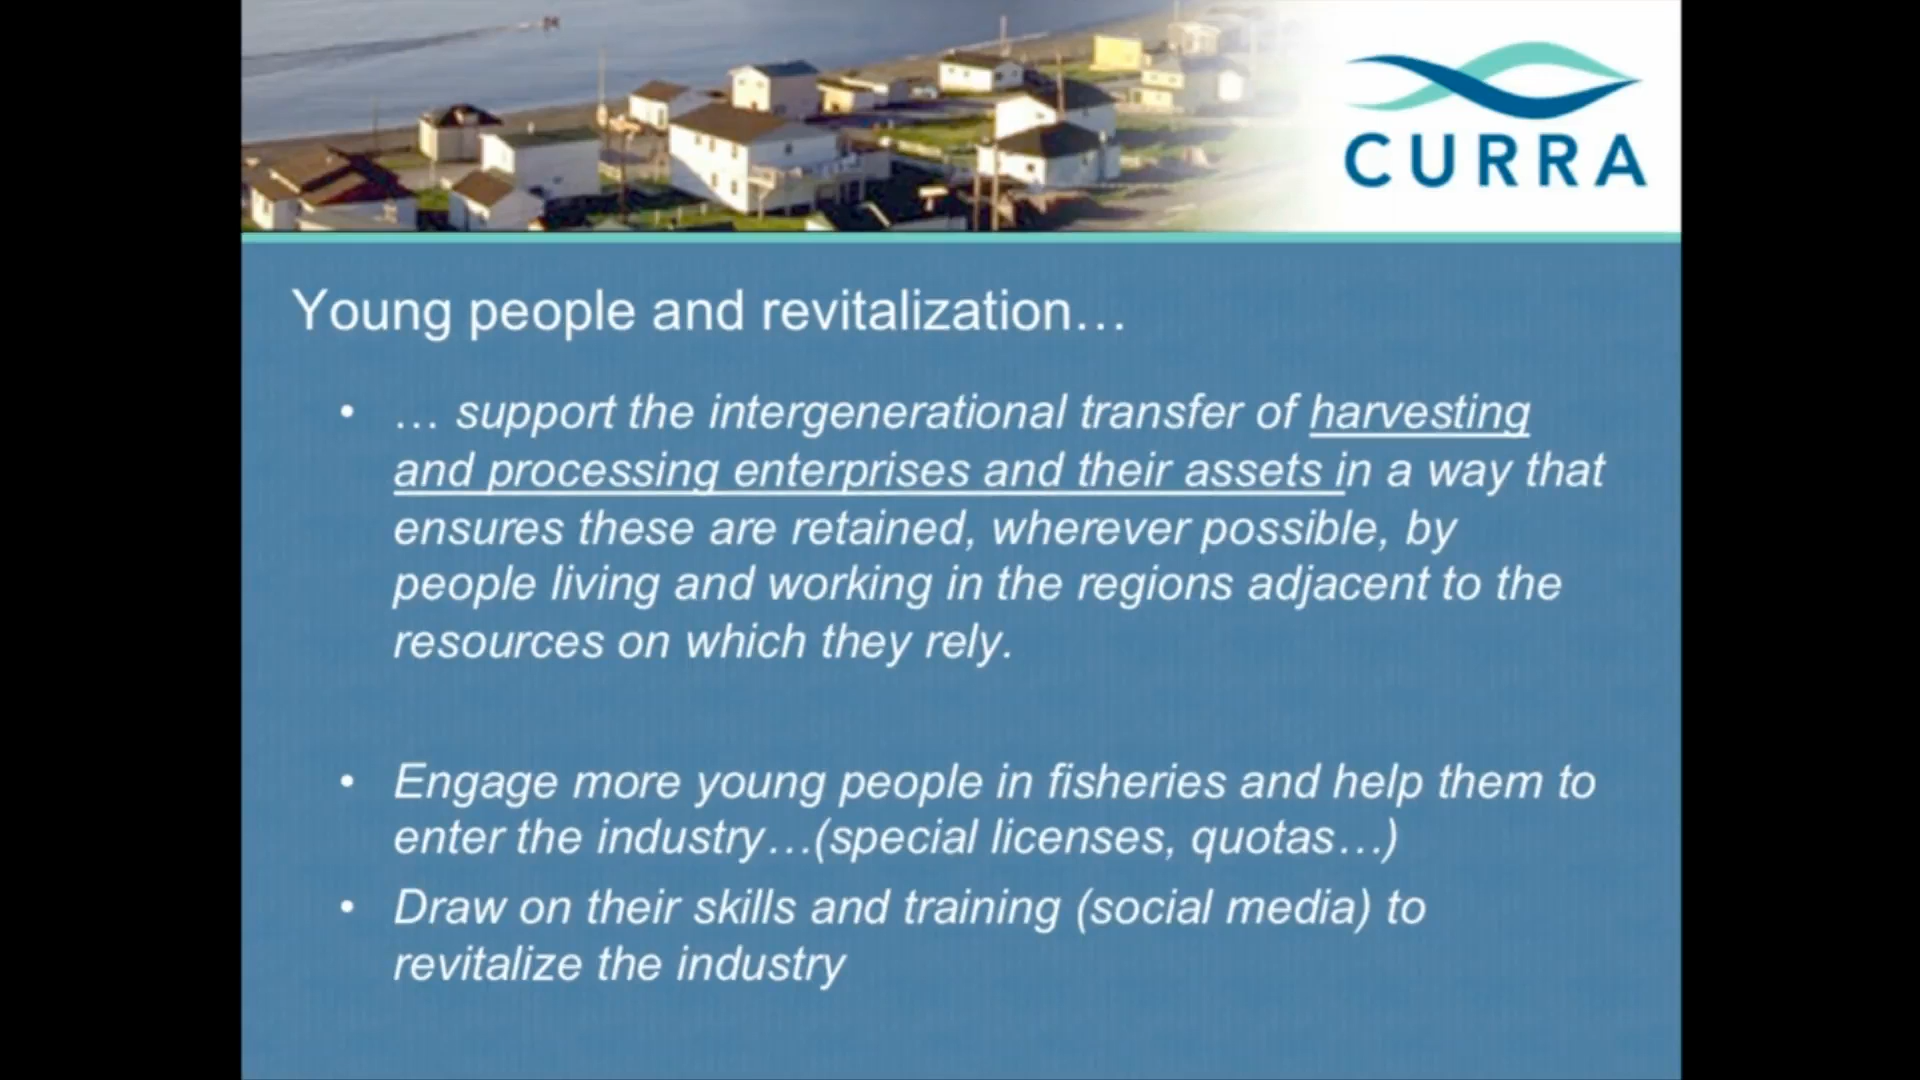 CURRA
Young people and revitalization…
• … support the intergenerational transfer of harvesting
and processing enterprises and their assets in a way that
ensures these are retained, wherever possible, by
people living and working in the regions adjacent to the
resources on which they rely.
• Engage more young people in fisheries and help them to
enter the industry…(special licenses, quotas…)
• Draw on their skills and training (social media) to
revitalize the industry